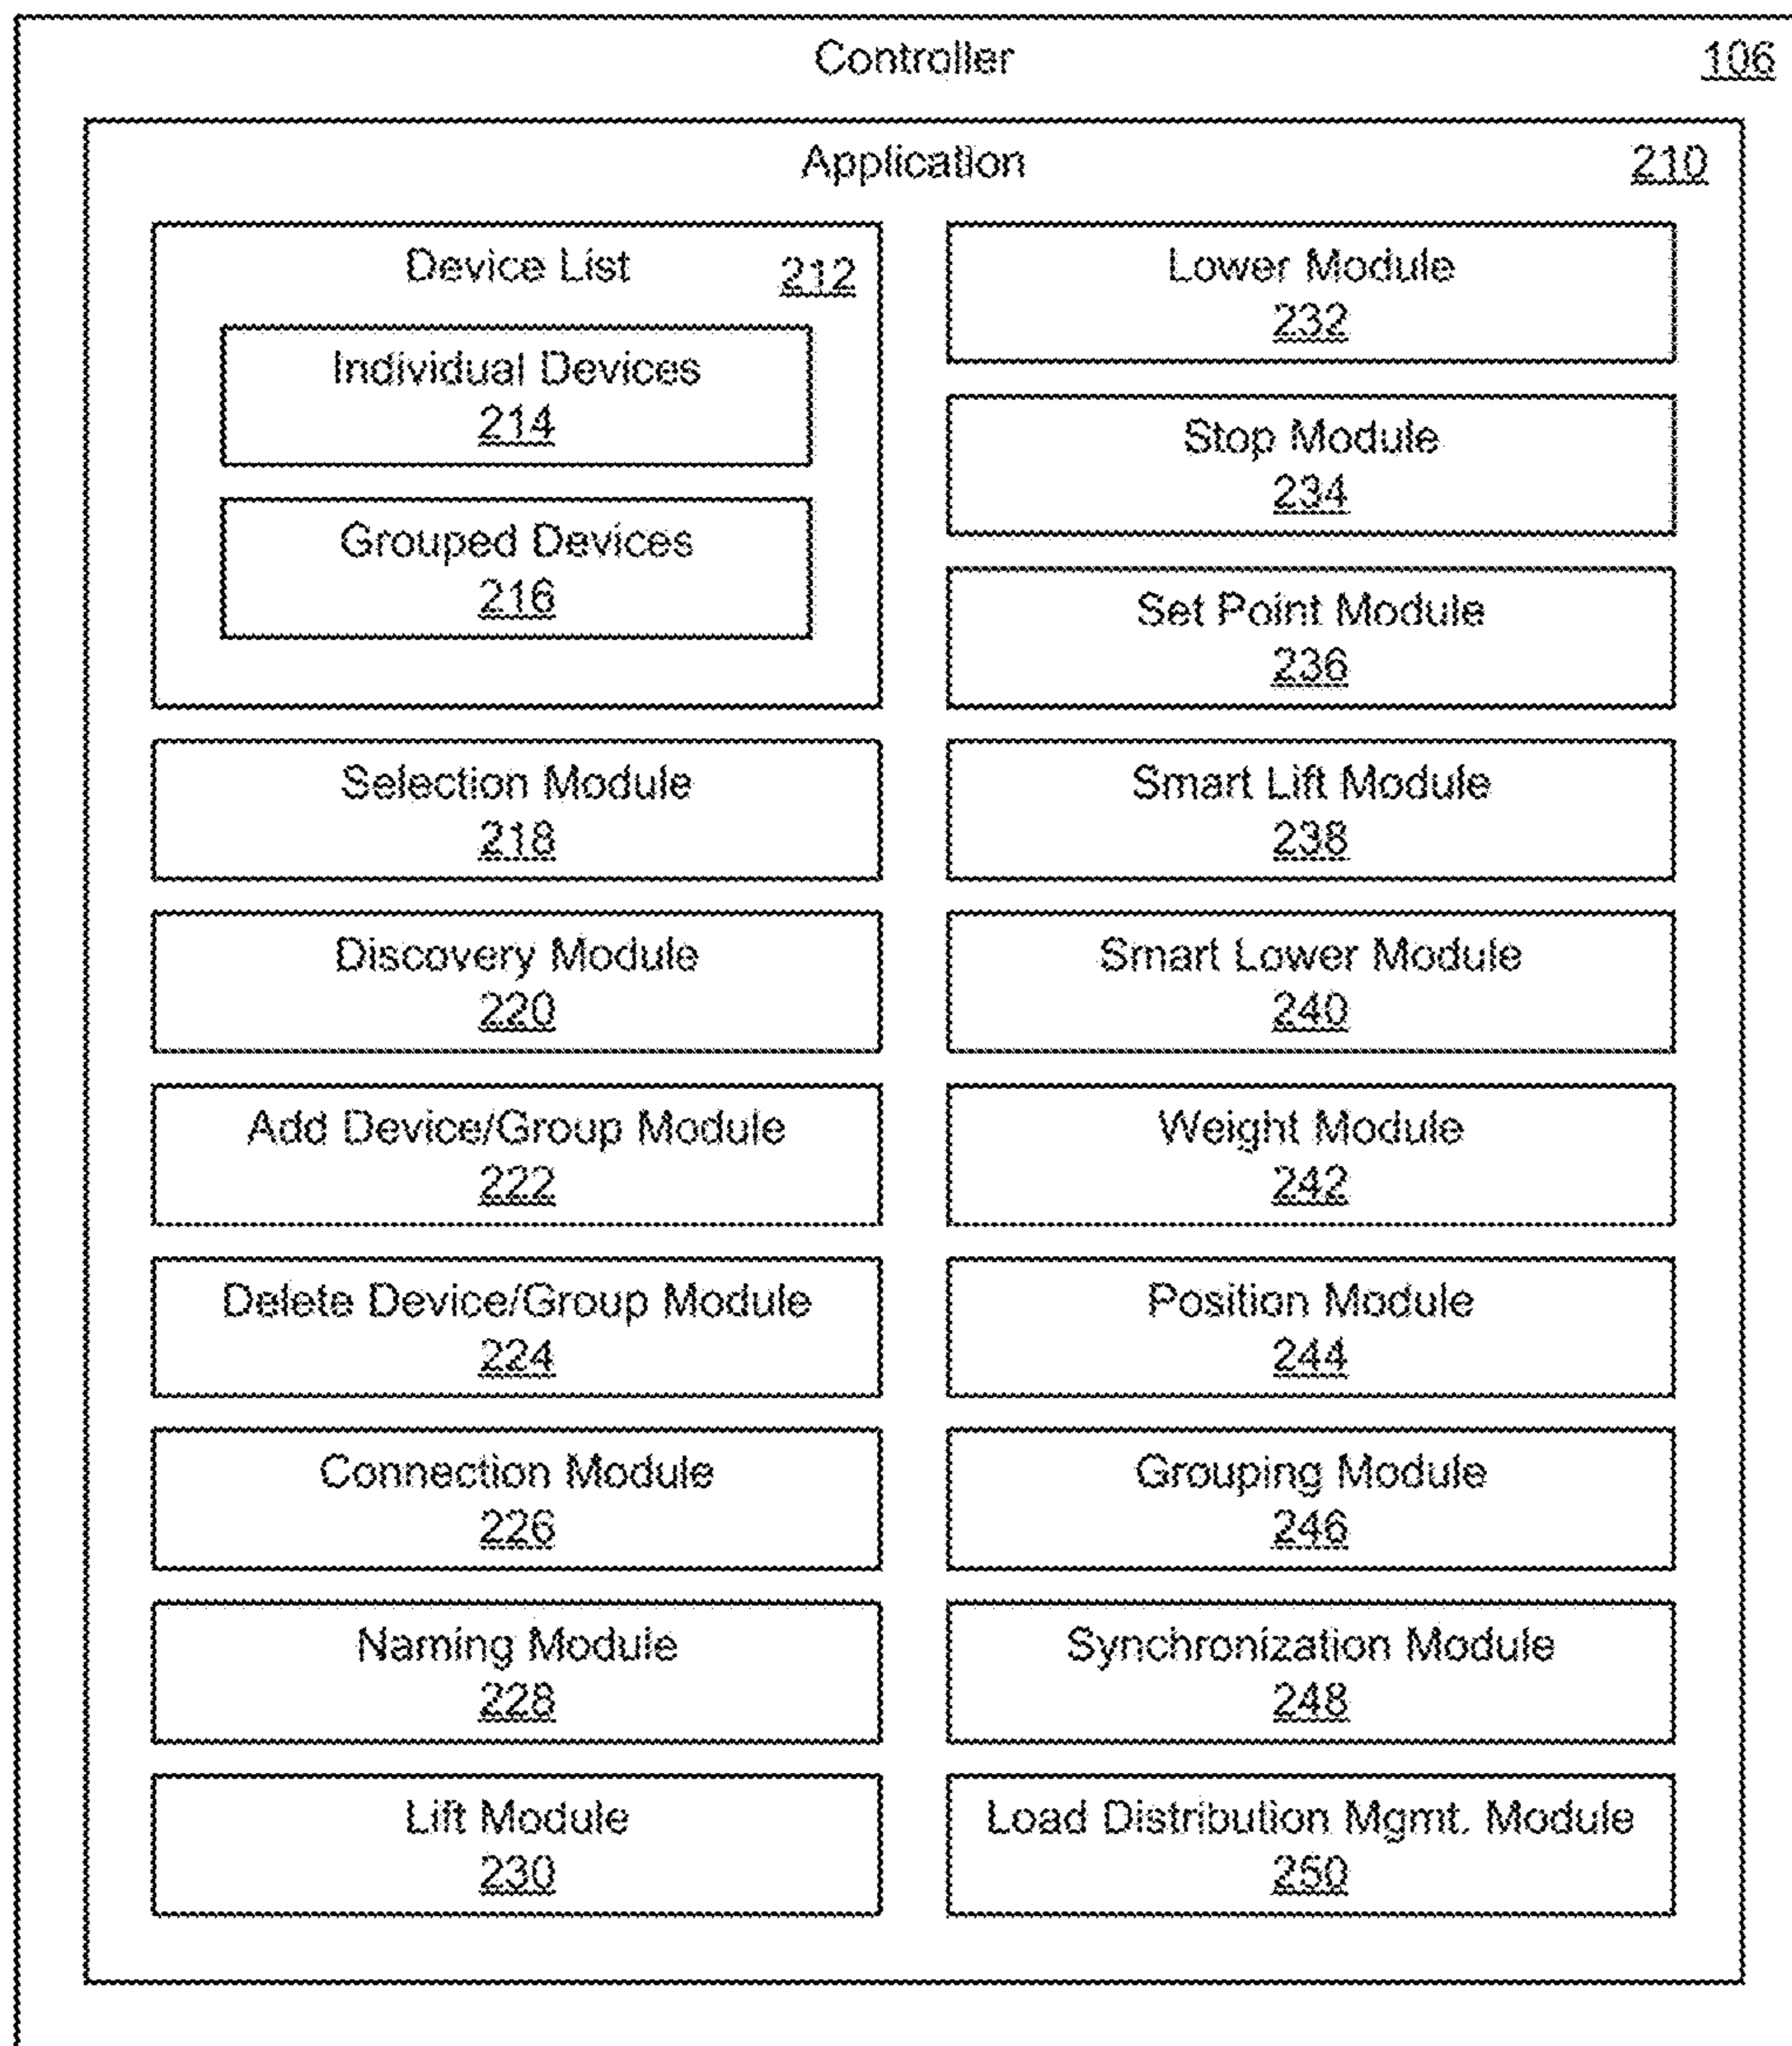 Controller 106
Application 210
Device List 212
Individual Devices
214
Grouped Devices
216
Selection Module
218
Discovery Module
220
Add Device/Group Module
222
Delete Device/Group Module
224
Connection Module
226
Naming Module
228
Lift Module
230
Lower Module
232
Stop Module
234
Set Point Module
236
Smart Lift Module
238
Smart Lower Module
240
Weight Module
242
Position Module
244
Grouping Module
246
Synchronization Module
248
Load Distribution Mgmt. Module
250